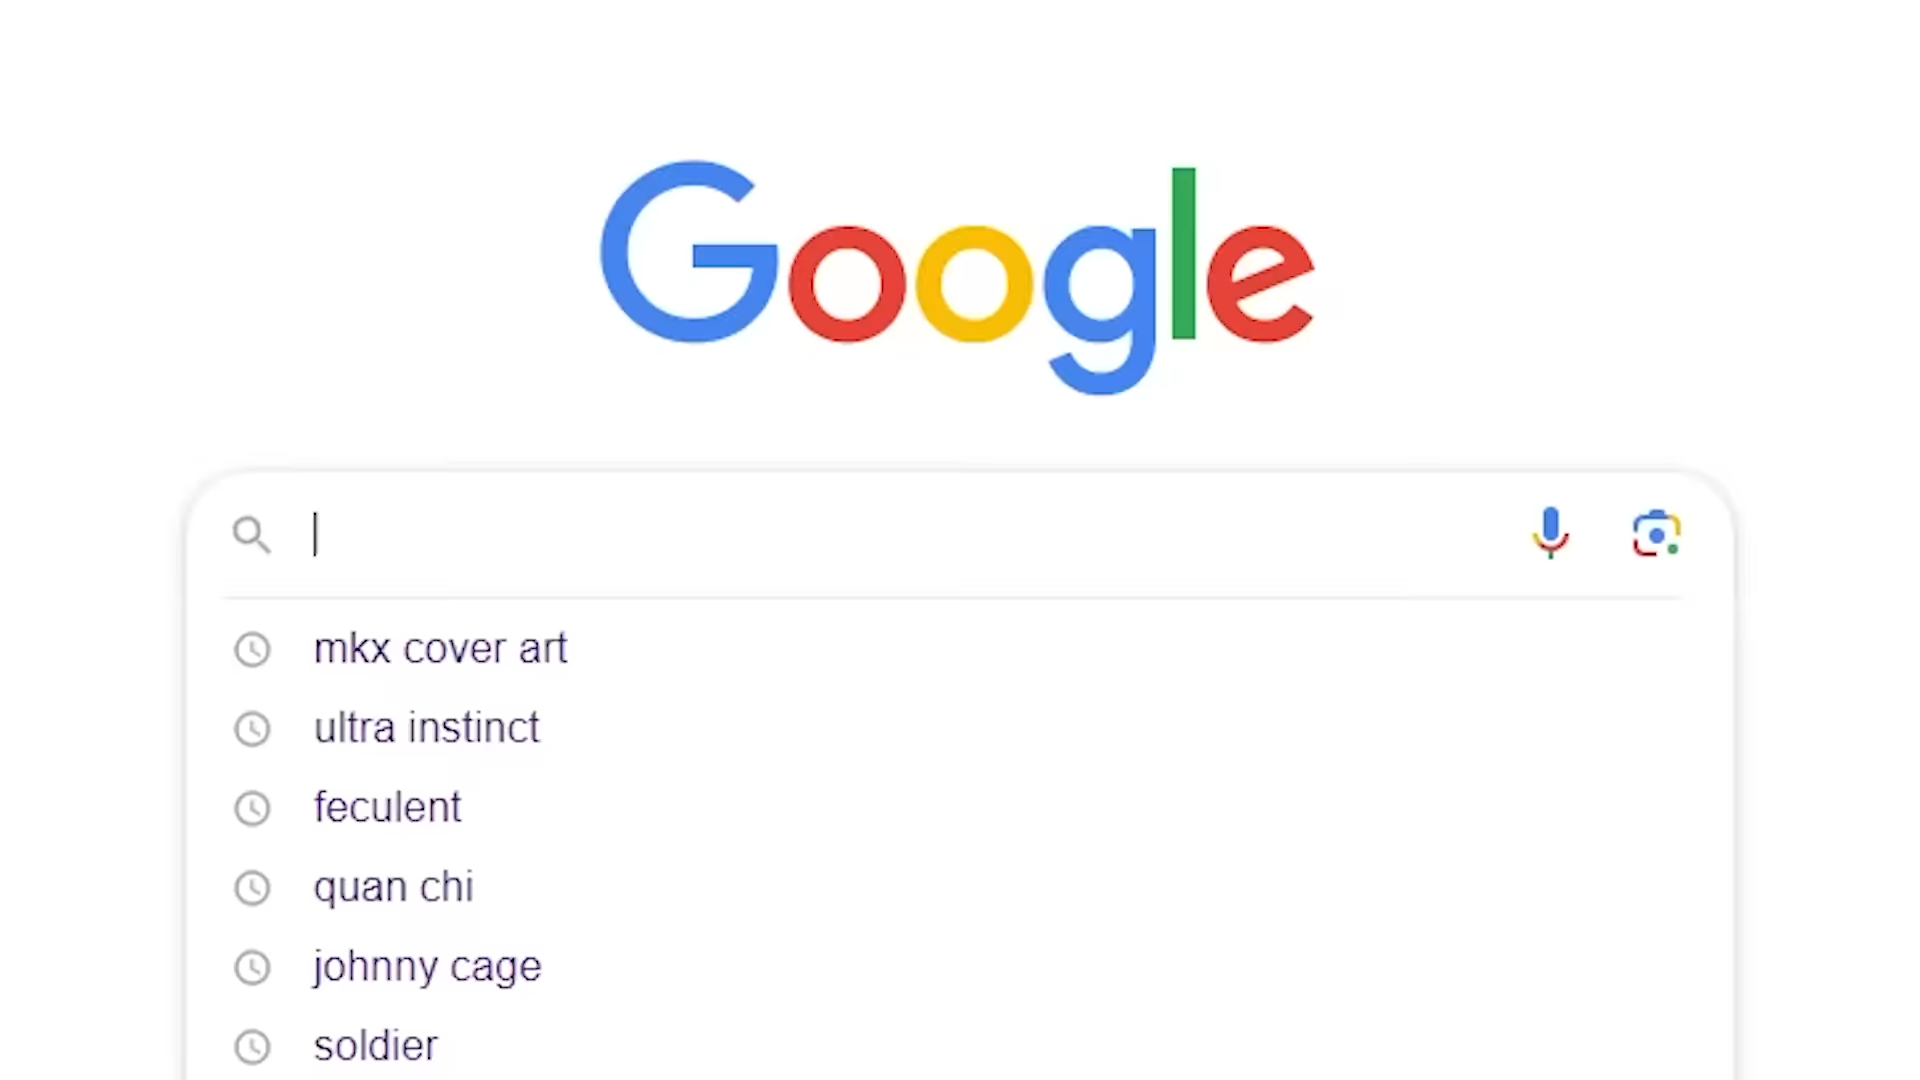 Google
mkx cover art
ultra instinct
feculent
quan chi
johnny cage
soldier